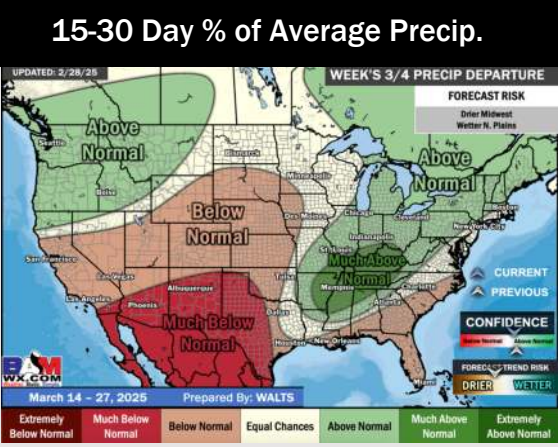 15-30 Day % of Average Precip.
UPDATED: 2/28/25
WEEK'S 3/4 PRECIP DEPARTURE
FORECAST RISK
Drier Midwest
Wetter N. Plains
Above
Normal
Seattle
Boise
Bismarck
Minneapolis
Above
Normal
Boston
New York City
Below
Normal
Des Moines
Chicago
Cleveland
Indianapolis
St. Louis
Much Above
Normal
San Francisco
Las Vegas
Los Angeles
Albuquerque
Phoenix
Tulsa
Memphis
Charlotte
Atlanta
Dallas
Much Below
Normal
Houston
New Orleans
Miami
CURRENT
PREVIOUS
CONFIDENCE
Below Normal
Above Normal
FORECAST TREND RISK
DRIER
WETTER
BAM
WX.COM
March 14 – 27, 2025
Prepared By: WALTS
Extremely
Below Normal
Much Below
Normal
Below Normal
Equal Chances
Above Normal
Much Above
Normal
Extremely
Above Normal